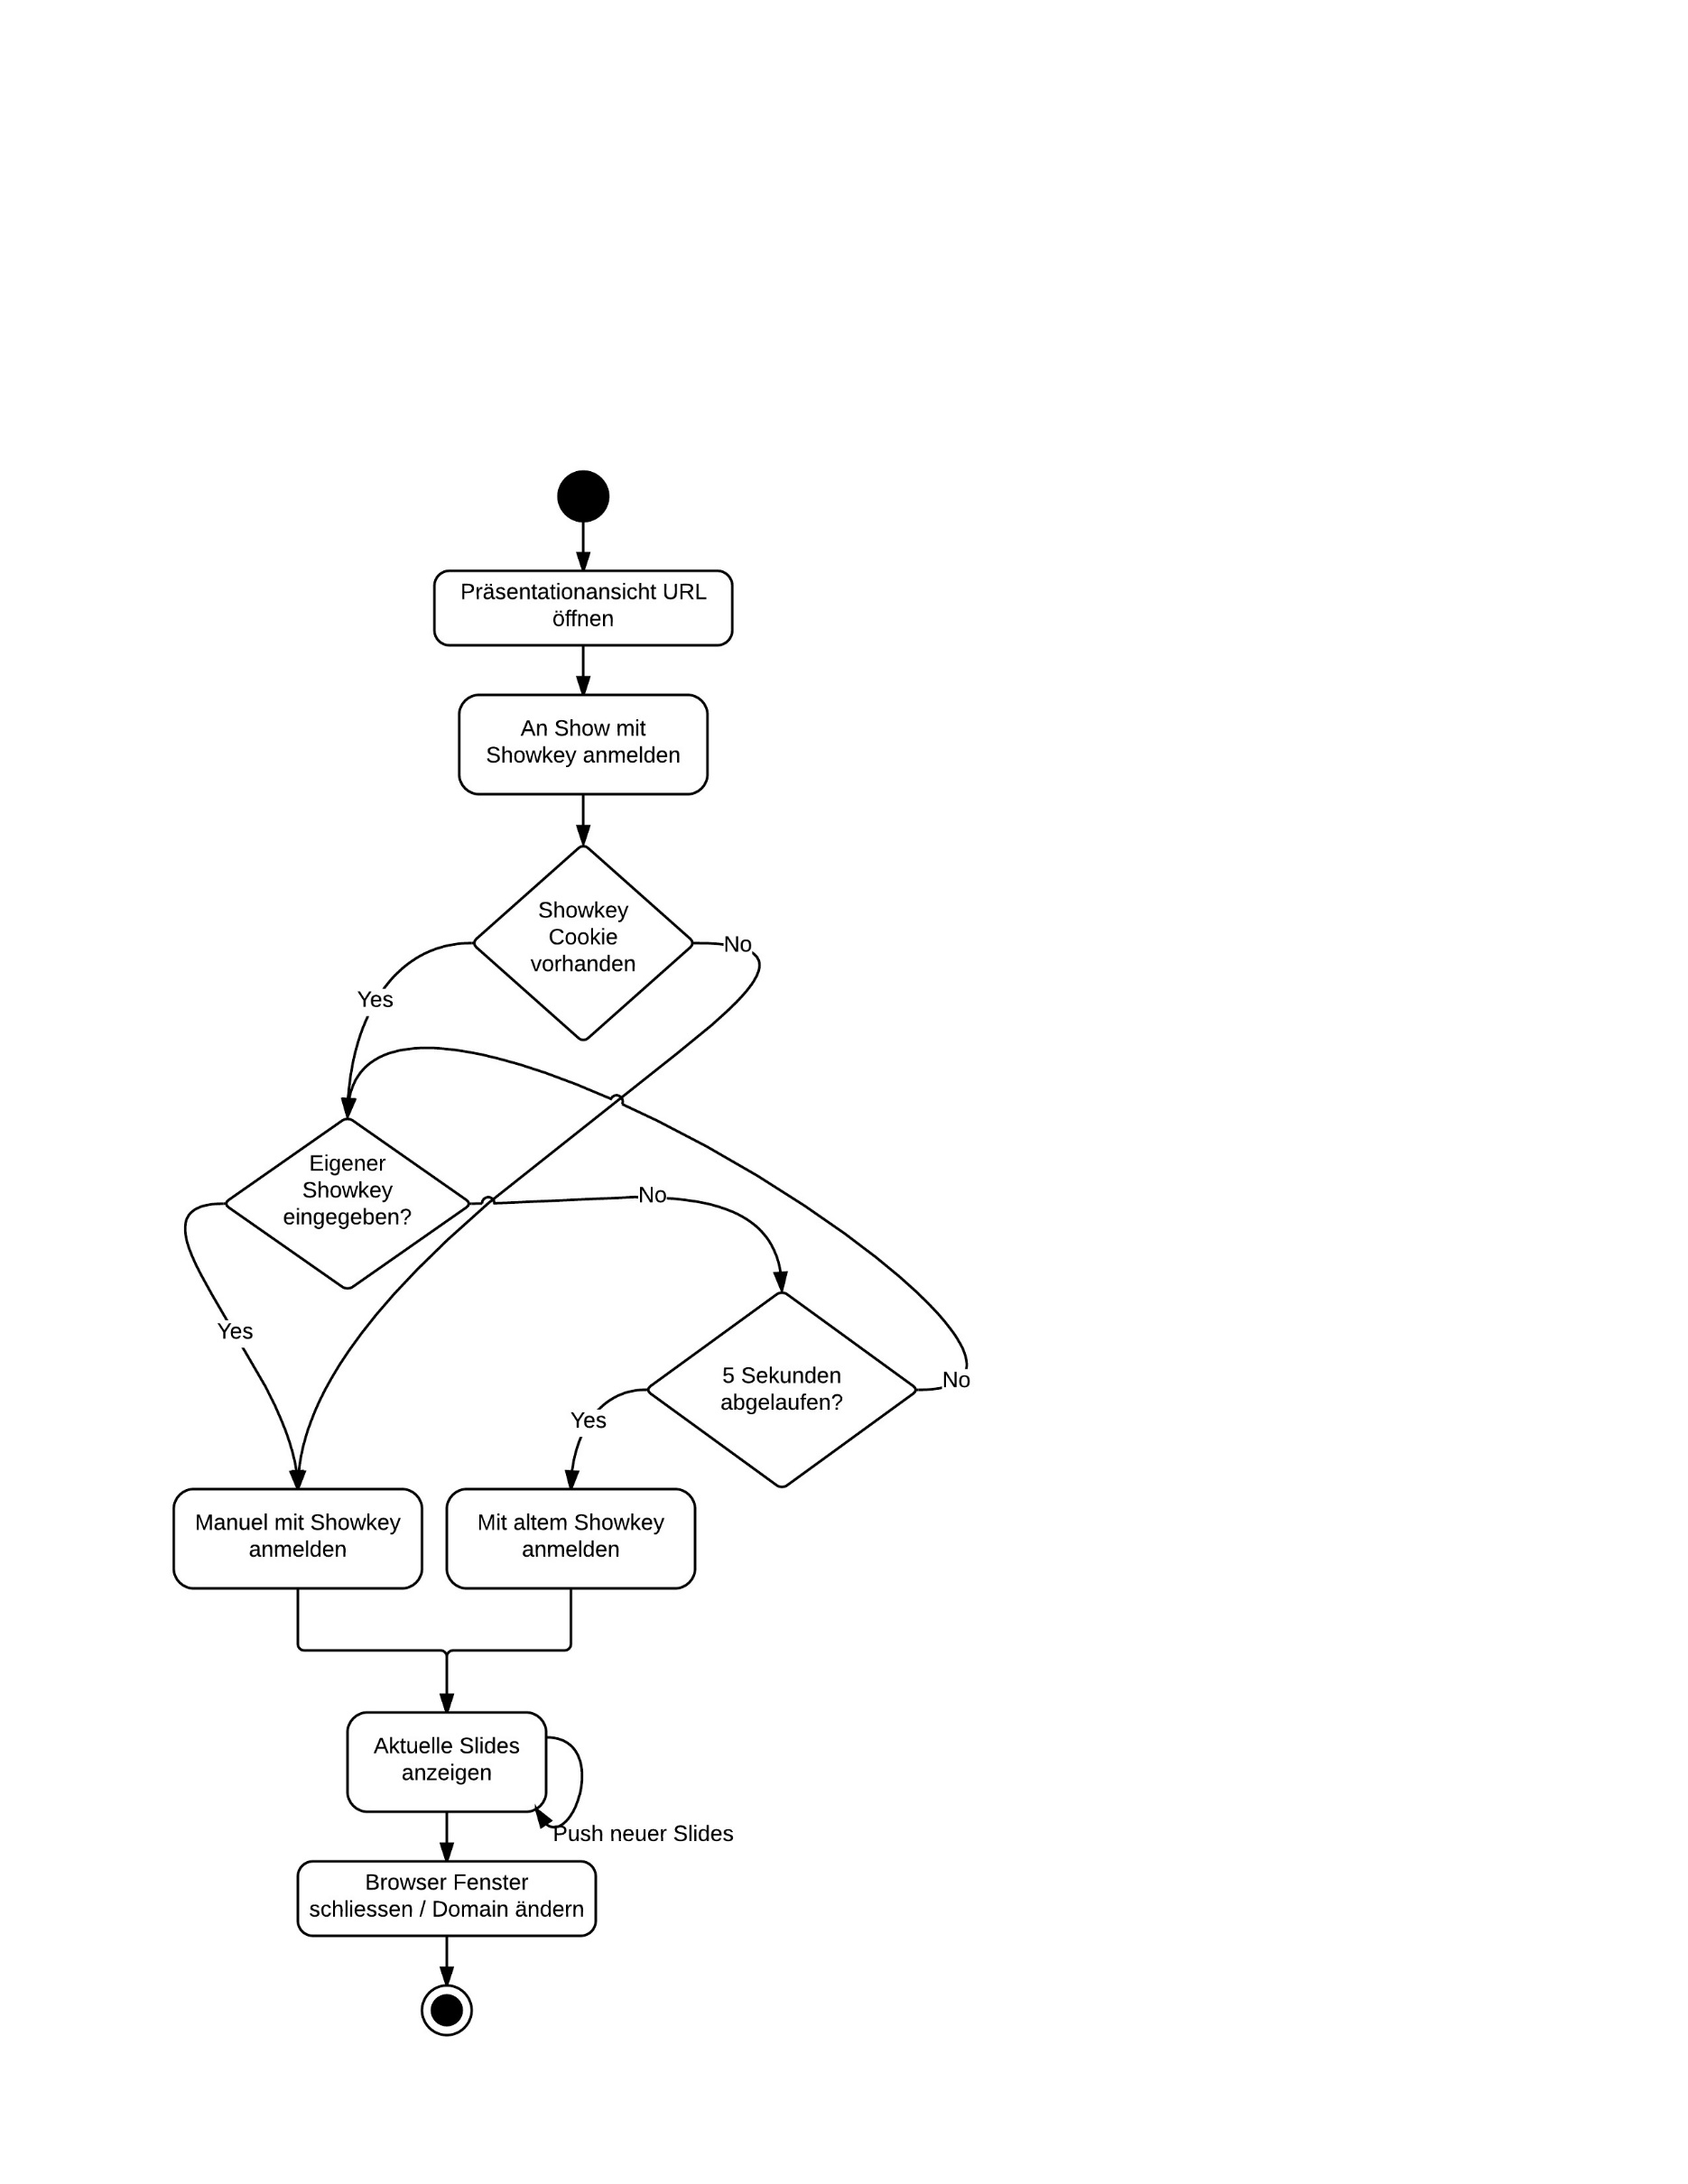 Präsentationansicht URL
öffnen
An Show mit
Showkey anmelden
Showkey
Cookie
vorhanden
No
Yes
Eigener
Showkey
eingegeben?
No
Yes
5 Sekunden
abgelaufen?
No
Yes
Manuel mit Showkey
anmelden
Mit altem Showkey
anmelden
Aktuelle Slides
anzeigen
Push neuer Slides
Browser Fenster
schliessen / Domain ändern